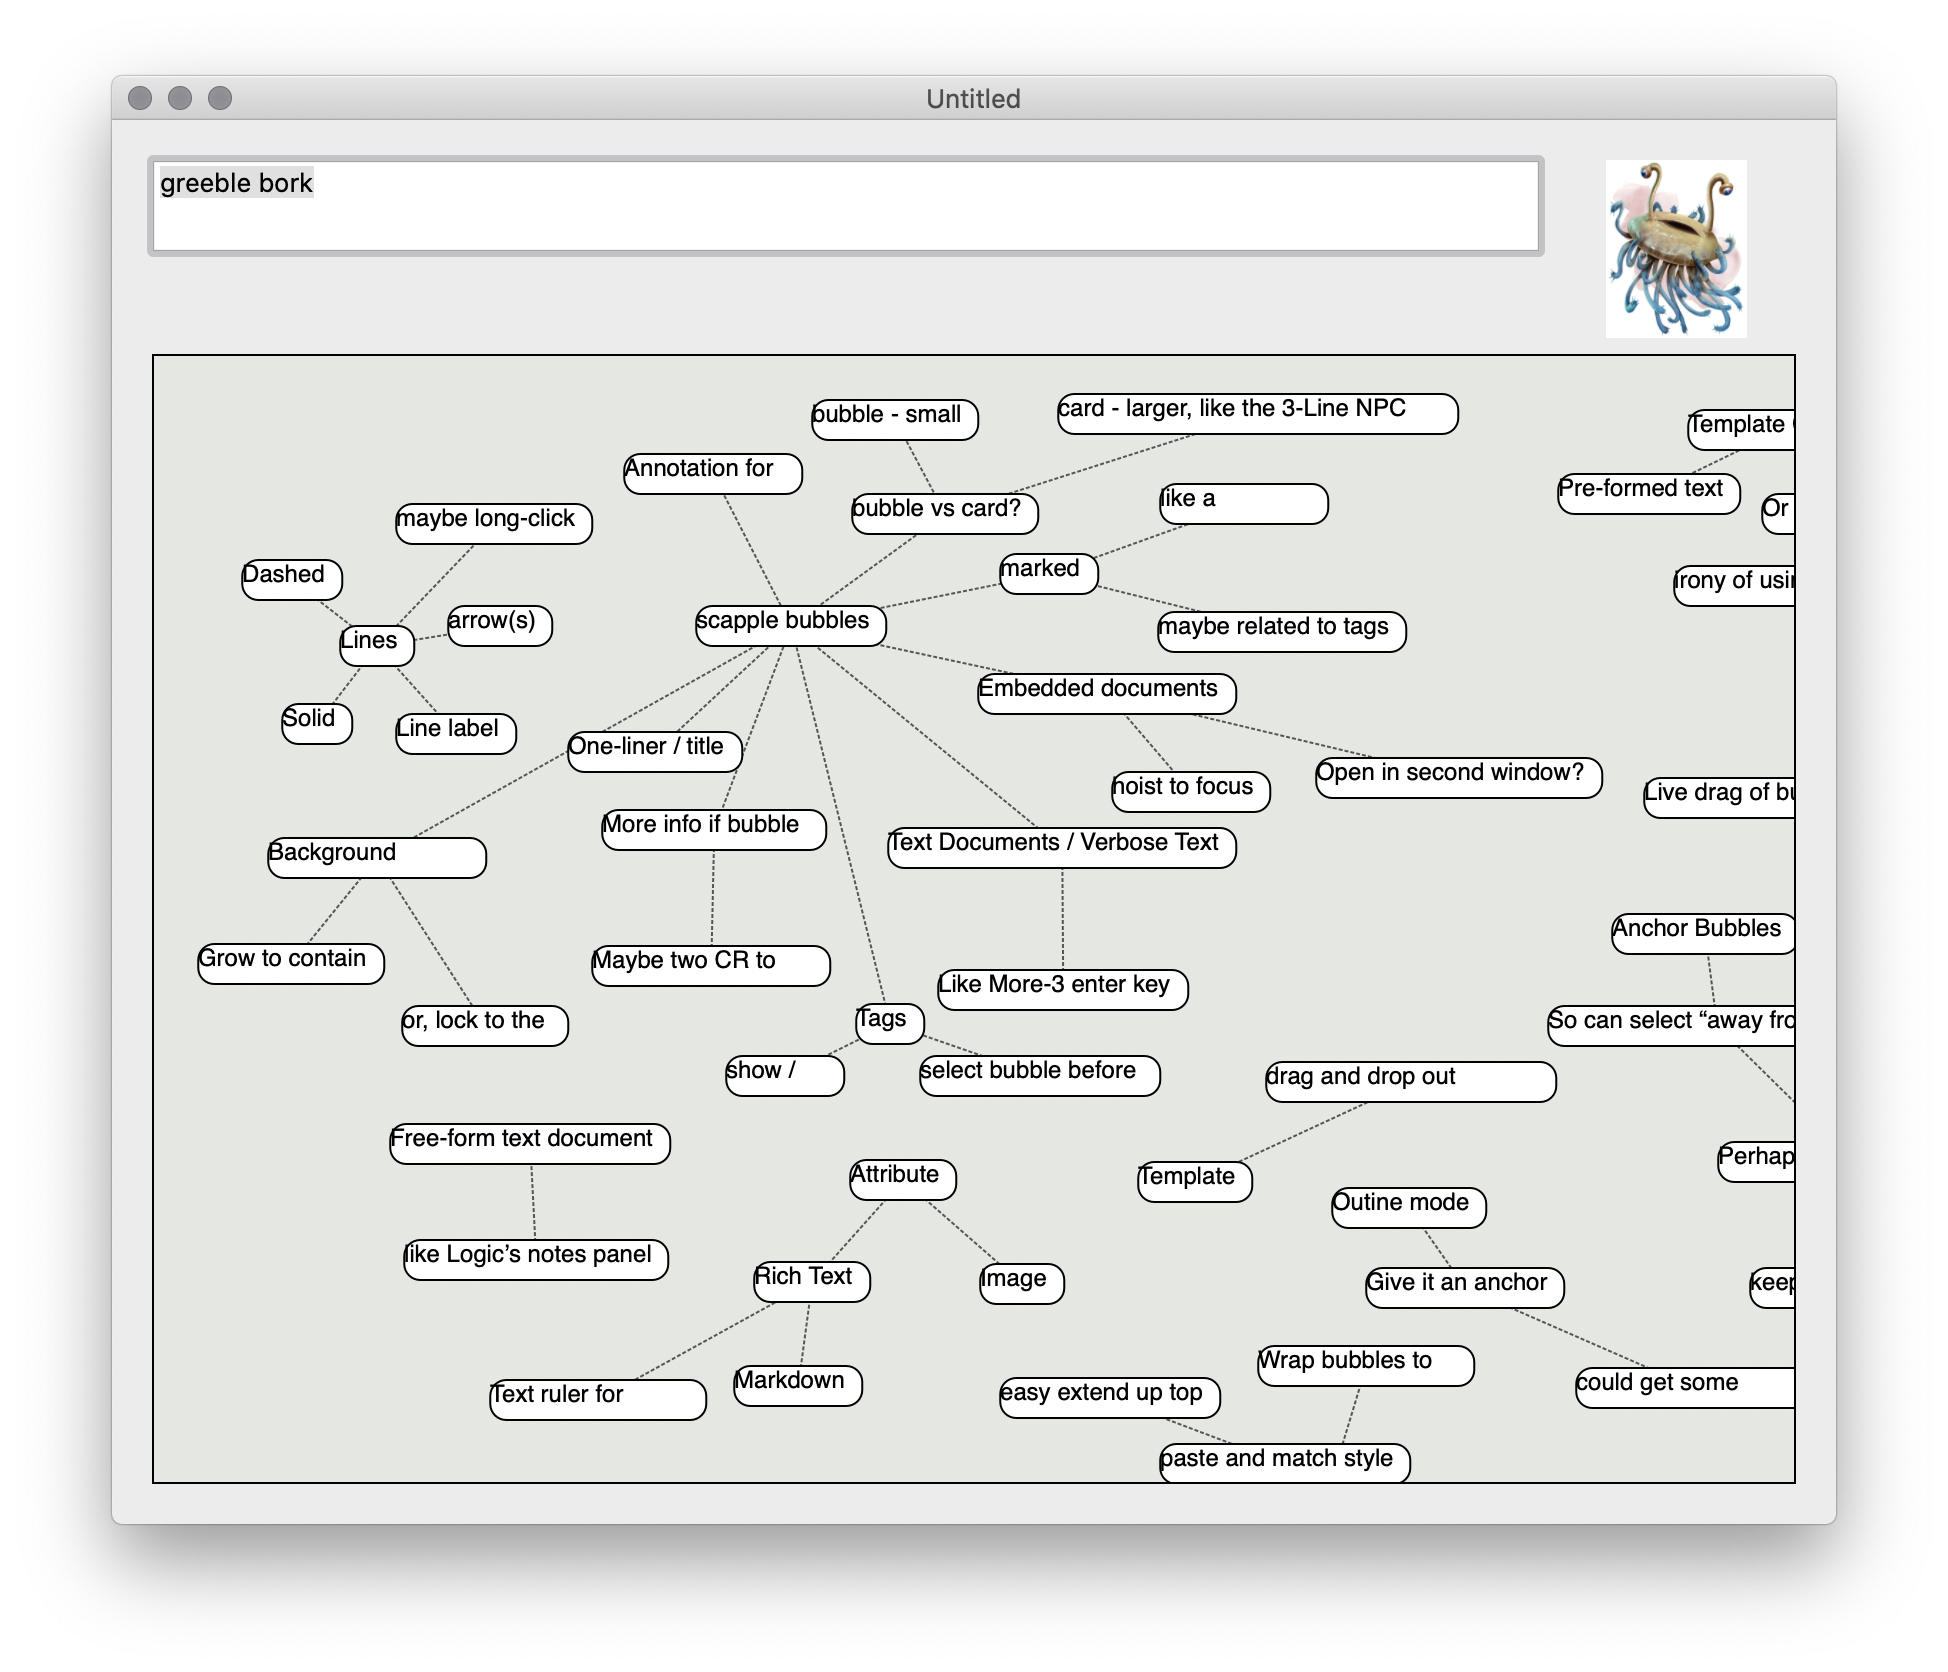 Untitled
greeble bork
bubble - small
card - larger, like the 3-Line NPC
Template
Annotation for
Pre-formed text
bubble vs card?
like a
Or
maybe long-click
marked
Dashed
irony of
arrow(s)
scapple bubbles
maybe related to tags
Lines
Embedded documents
Solid
Line label
One-liner / title
hoist to focus
Open in second window?
Live drag of
More info if bubble
Text Documents / Verbose Text
Background
Anchor Bubbles
Grow to contain
Maybe two CR to
Like More-3 enter key
or, lock to the
Tags
So can select “away
show /
select bubble before
drag and drop out
Free-form text document
Attribute
Template
Perhap
Outine mode
like Logic’s notes panel
Rich Text
Image
Give it an anchor
keep
Wrap bubbles to
Text ruler for
Markdown
easy extend up top
could get some
paste and match style